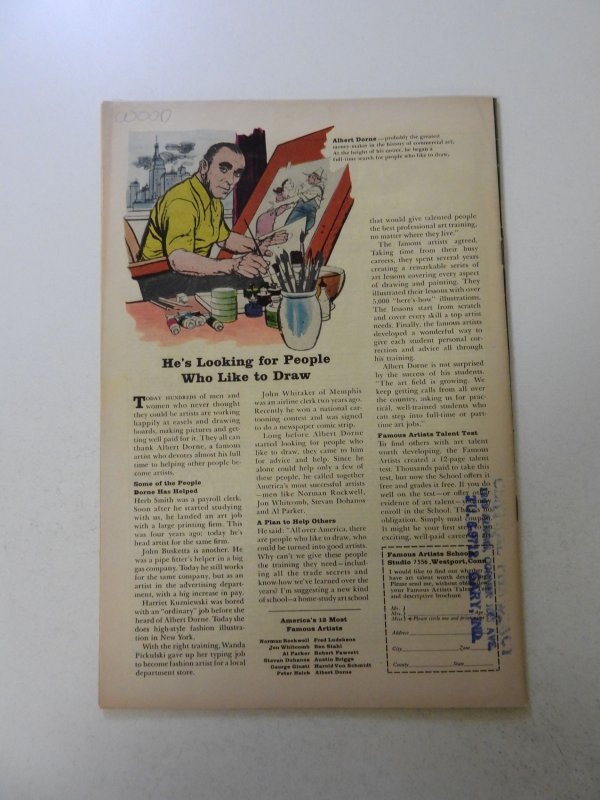 WOOD
Albert Dorne—probably the greatest
money-maker in the history of commercial art.
At the height of his career, he began a
full-time search for people who like to draw.
He's Looking for People
Who Like to Draw
TODAY HUNDREDS of men and
women who never thought
they could be artists are working
happily at easels and drawing
boards, making pictures and get-
ting well paid for it. They all can
thank Albert Dorne, a famous
artist who devotes almost his full
time to helping other people be-
come artists.
Some of the People
Dorne Has Helped
Herb Smith was a payroll clerk.
Soon after he started studying
with us, he landed an art job
with a large printing firm. This
was four years ago; today he's
head artist for the same firm.
John Busketta is another. He
was a pipe fitter's helper in a big
gas company. Today he still works
for the same company, but as an
artist in the advertising depart-
ment, with a big increase in pay.
Harriet Kuzniewski was bored
with an "ordinary" job before she
heard of Albert Dorne. Today she
does high-style fashion illustra-
tion in New York.
With the right training, Wanda
Pickulski gave up her typing job
to become fashion artist for a local
department store.
John Whitaker of Memphis
was an airline clerk two years ago.
Recently he won a national car-
tooning contest and was signed
to do a newspaper comic strip.
Long before Albert Dorne
started looking for people who
like to draw, they came to him
for advice and help. Since he
alone could help only a few of
these people, he called together
America's most successful artists
—men like Norman Rockwell,
Jon Whitcomb, Stevan Dohanos
and Al Parker.
A Plan to Help Others
He said: "All over America, there
are people who like to draw, who
could be turned into good artists.
Why can't we give these people
the training they need—includ-
ing all the trade secrets and
know-how we've learned over the
years? I'm suggesting a new kind
of school—a home-study art school
America's 12 Most
Famous Artists
Norman Rockwell Fred Ludekens
Jon Whitcomb Ben Stahl
Al Parker Robert Fawcett
Stevan Dohanos Austin Briggs
George Giusti Harold Von Schmidt
Peter Helck Albert Dorne
that would give talented people
the best professional art training,
no matter where they live."
The famous artists agreed.
Taking time from their busy
careers, they spent several years
creating a remarkable series of
art lessons covering every aspect
of drawing and painting. They
illustrated their lessons with over
5,000 "here's-how" illustrations.
The lessons start from scratch
and cover every skill a top artist
needs. Finally, the famous artists
developed a wonderful way to
give each student personal cor-
rection and advice all through
his training.
Albert Dorne is not surprised
by the success of his students.
"The art field is growing. We
keep getting calls from all over
the country, asking us for prac-
tical, well-trained students who
can step into full-time or part-
time art jobs."
Famous Artists Talent Test
To find others with art talent
worth developing, the Famous
Artists created a 12-page talent
test. Thousands paid to take this
test, but now the School offers it
free and grades it free. If you do
well on the test—or offer other
evidence of talent—you may
enroll in the School. There's no
obligation. Simply mail coupon.
It might be your first step to an
exciting, well-paid career
Famous Artists Schools
Studio 7356, Westport, Conn.
I would like to find out whether I
have art talent worth developing.
Please send me, without obligation,
your Famous Artists Talent Test
and descriptive brochure.
Mr.
Mrs.
Miss Please circle one and print
Address
City Zone
County State
GARY IND.